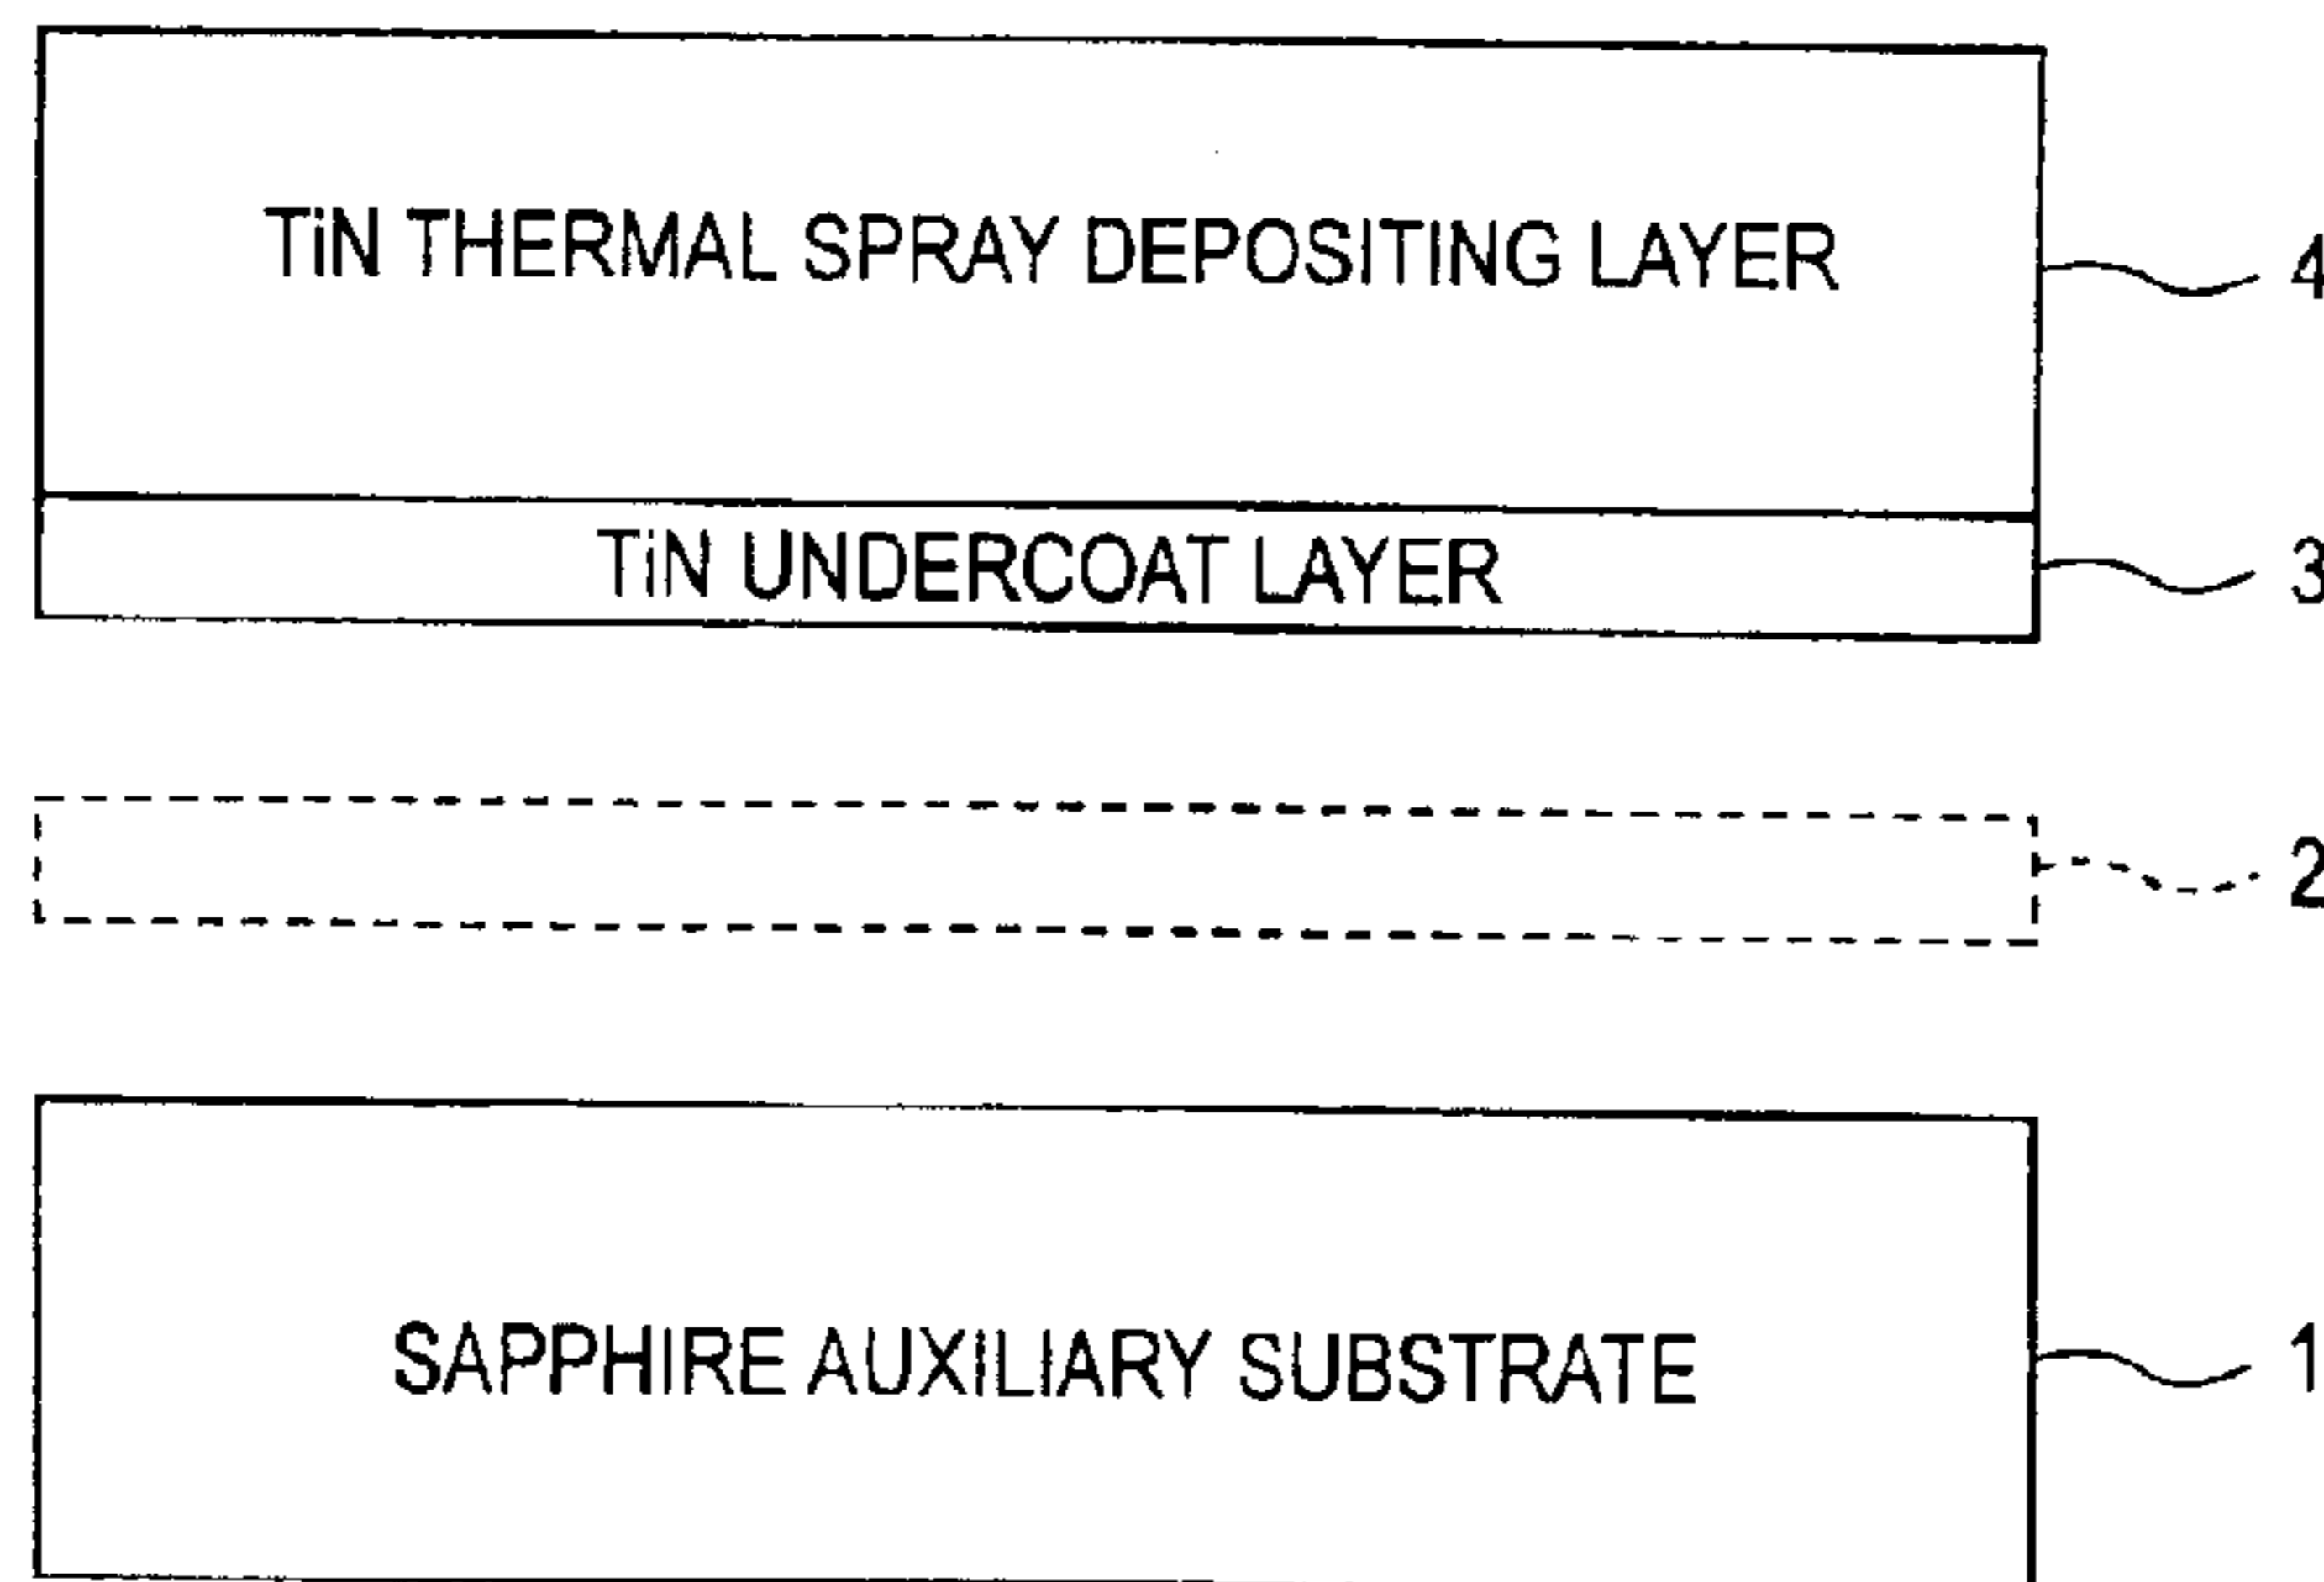 TiN THERMAL SPRAY DEPOSITING LAYER
4
TiN UNDERCOAT LAYER
3
2
SAPPHIRE AUXILIARY SUBSTRATE
1